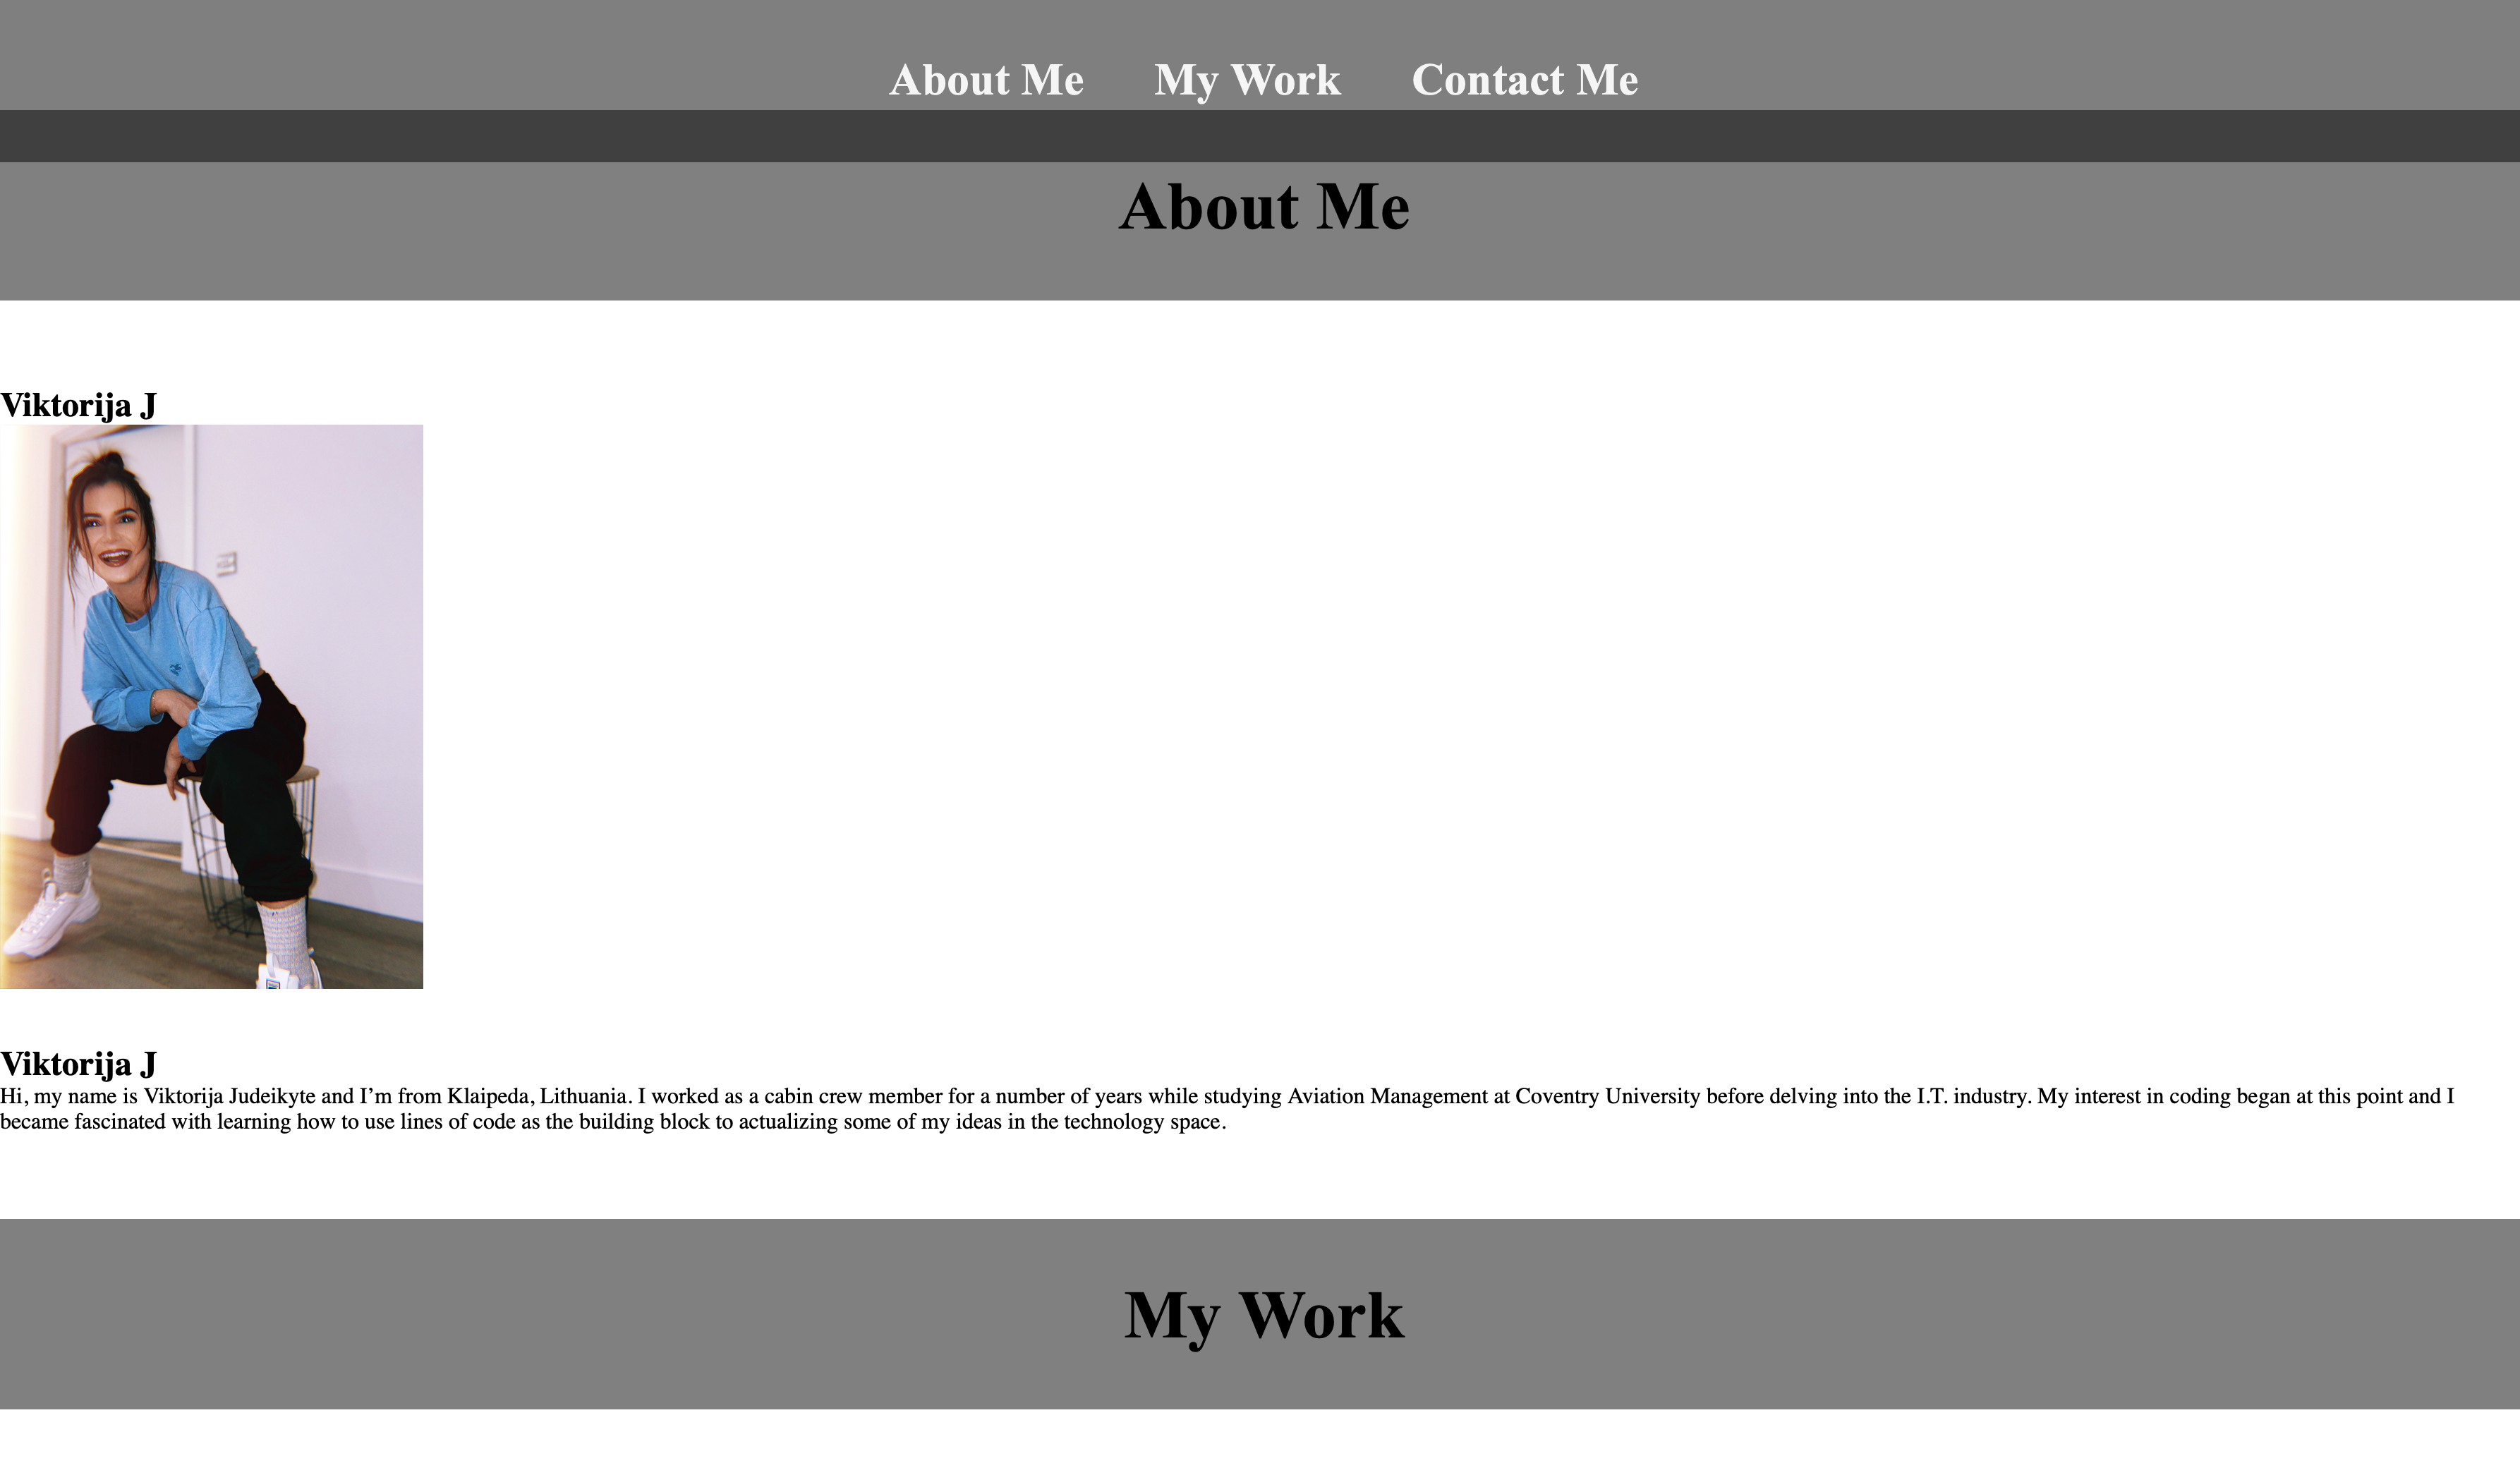 About Me My Work Contact Me
About Me
Viktorija J
Viktorija J
Hi, my name is Viktorija Judeikyte and I’m from Klaipeda, Lithuania. I worked as a cabin crew member for a number of years while studying Aviation Management at Coventry University before delving into the I.T. industry. My interest in coding began at this point and I
became fascinated with learning how to use lines of code as the building block to actualizing some of my ideas in the technology space.
My Work